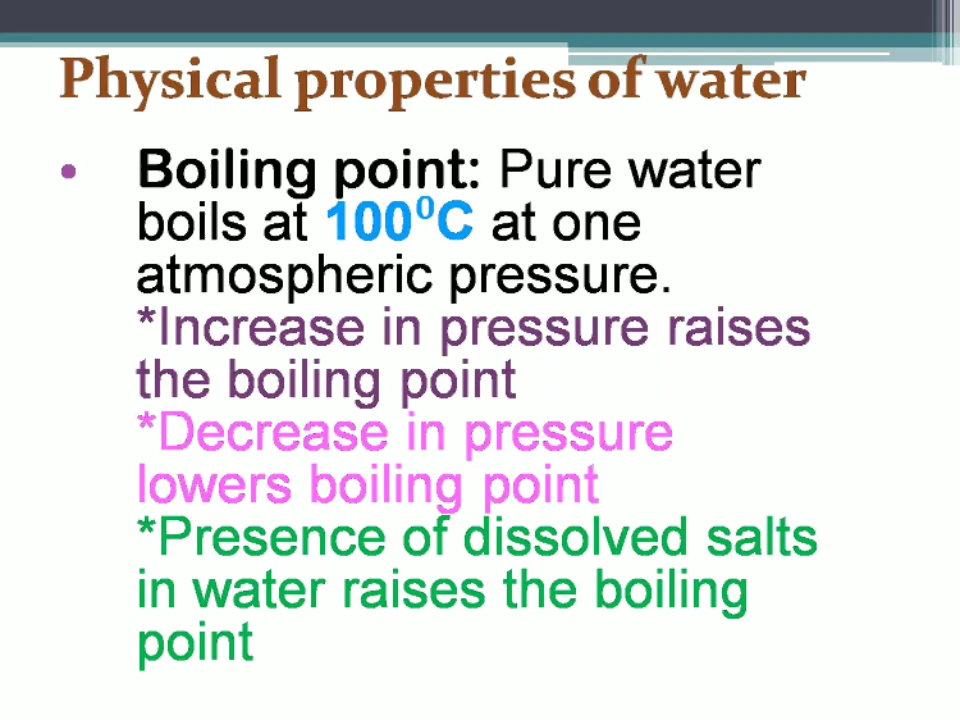 Physical properties of water
• Boiling point: Pure water
boils at 100⁰C at one
atmospheric pressure.
*Increase in pressure raises
the boiling point
*Decrease in pressure
lowers boiling point
*Presence of dissolved salts
in water raises the boiling
point